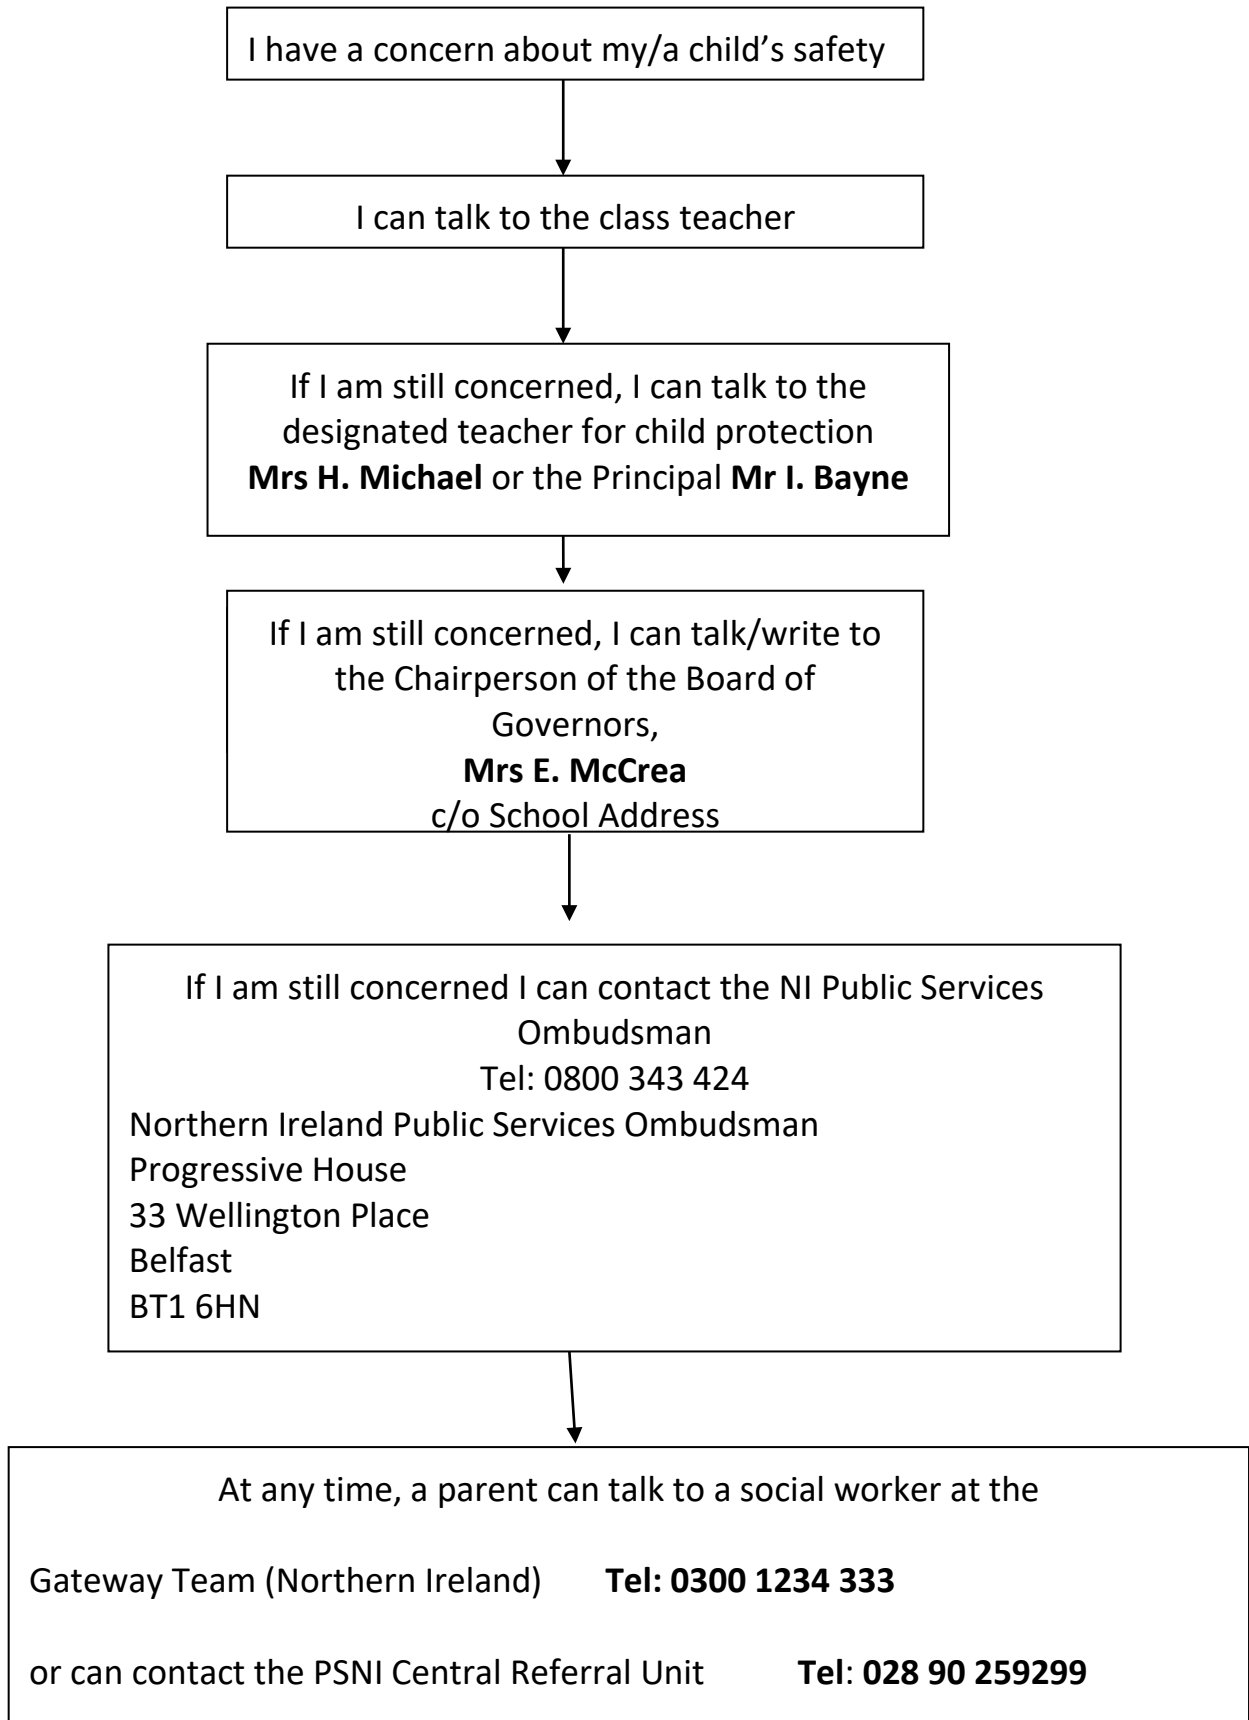 I have a concern about my/a child’s safety
I can talk to the class teacher
If I am still concerned, I can talk to the
designated teacher for child protection
Mrs H. Michael or the Principal Mr I. Bayne
If I am still concerned, I can talk/write to
the Chairperson of the Board of
Governors,
Mrs E. McCrea
c/o School Address
If I am still concerned I can contact the NI Public Services
Ombudsman
Tel: 0800 343 424
Northern Ireland Public Services Ombudsman
Progressive House
33 Wellington Place
Belfast
BT1 6HN
At any time, a parent can talk to a social worker at the
Gateway Team (Northern Ireland) Tel: 0300 1234 333
or can contact the PSNI Central Referral Unit Tel: 028 90 259299